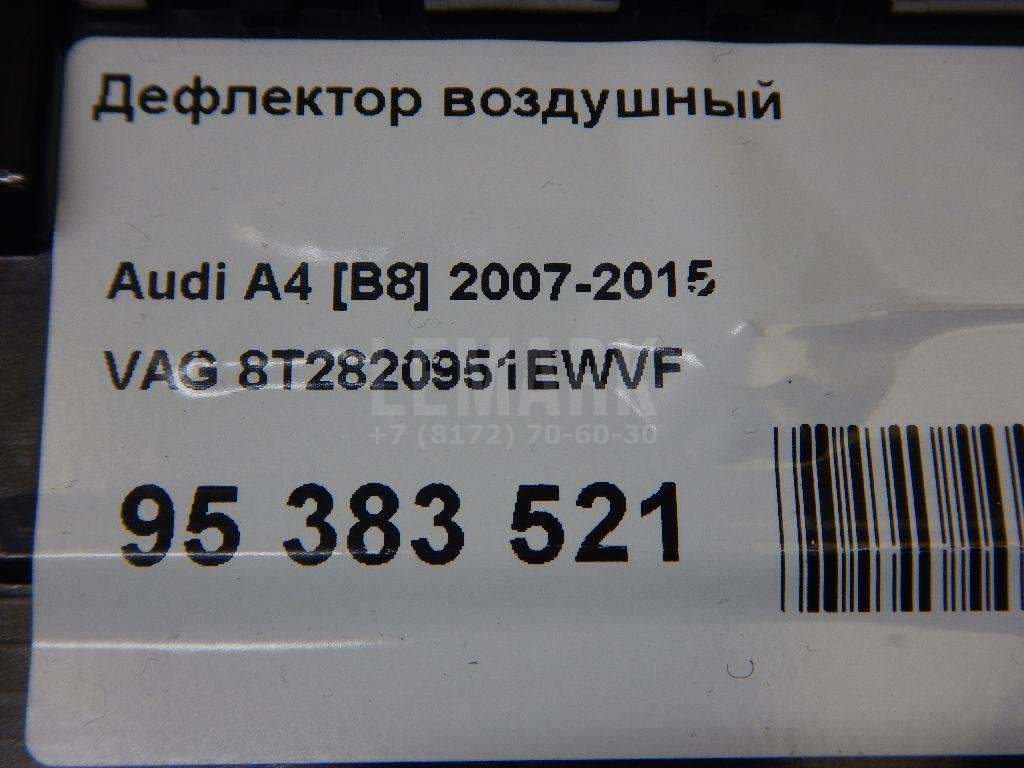 Дефлектор воздушный
Audi A4 [B8] 2007-2015
VAG 8T2820951EWVF
LEMARK
+7 (8172) 70-60-30
95 383 521